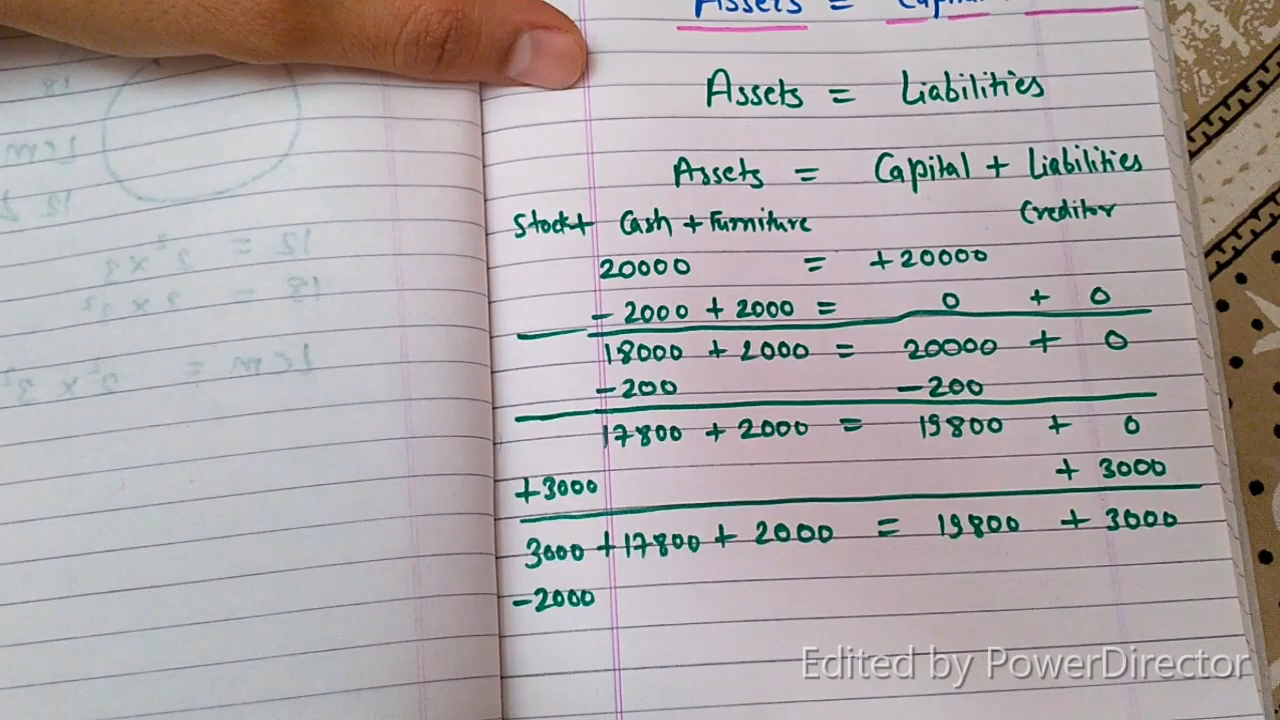 Assets =
Assets = Liabilities
Assets = Capital + Liabilities
Stock + Cash + Furniture Creditor
20000 = +20000
- 2000 + 2000 = 0 + 0
18000 + 2000 = 20000 + 0
-200 -200
17800 + 2000 = 19800 + 0
+3000 + 3000
3000 + 17800 + 2000 = 19800 + 3000
-2000
Edited by PowerDirector